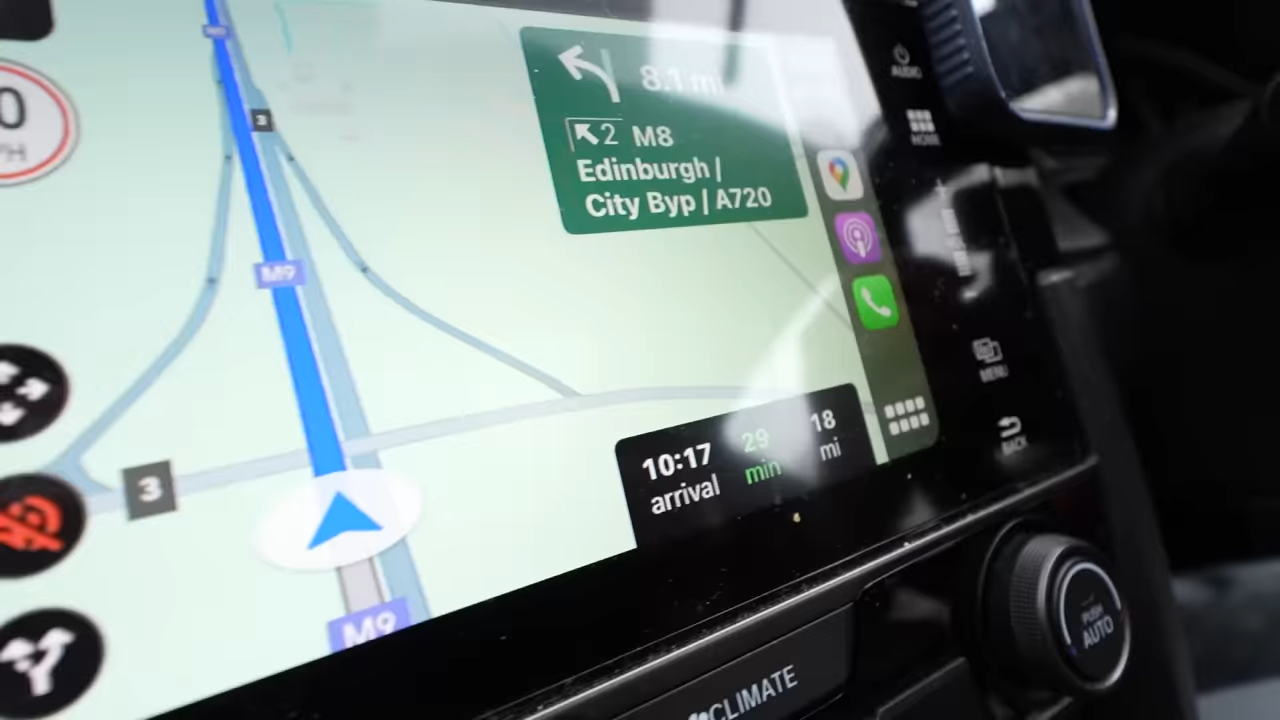 3
M9
3
M9
8.1 mi
2 M8
Edinburgh /
City Byp / A720
10:17
arrival
29
min
18
mi
AUDIO
HOME
MENU
BACK
PUSH
AUTO
CLIMATE